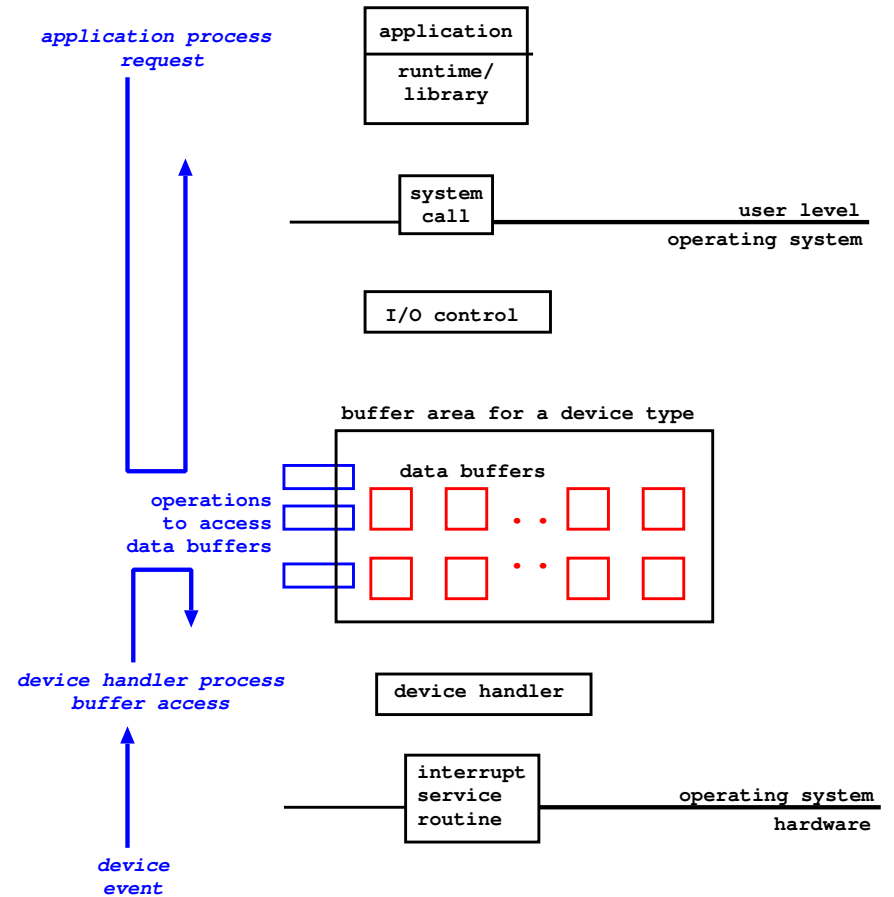 application process
request
application
runtime/
library
system
call
user level
operating system
I/O control
buffer area for a device type
data buffers
operations
to access
data buffers
. .
. .
device handler process
buffer access
device handler
interrupt
service
routine
operating system
hardware
device
event